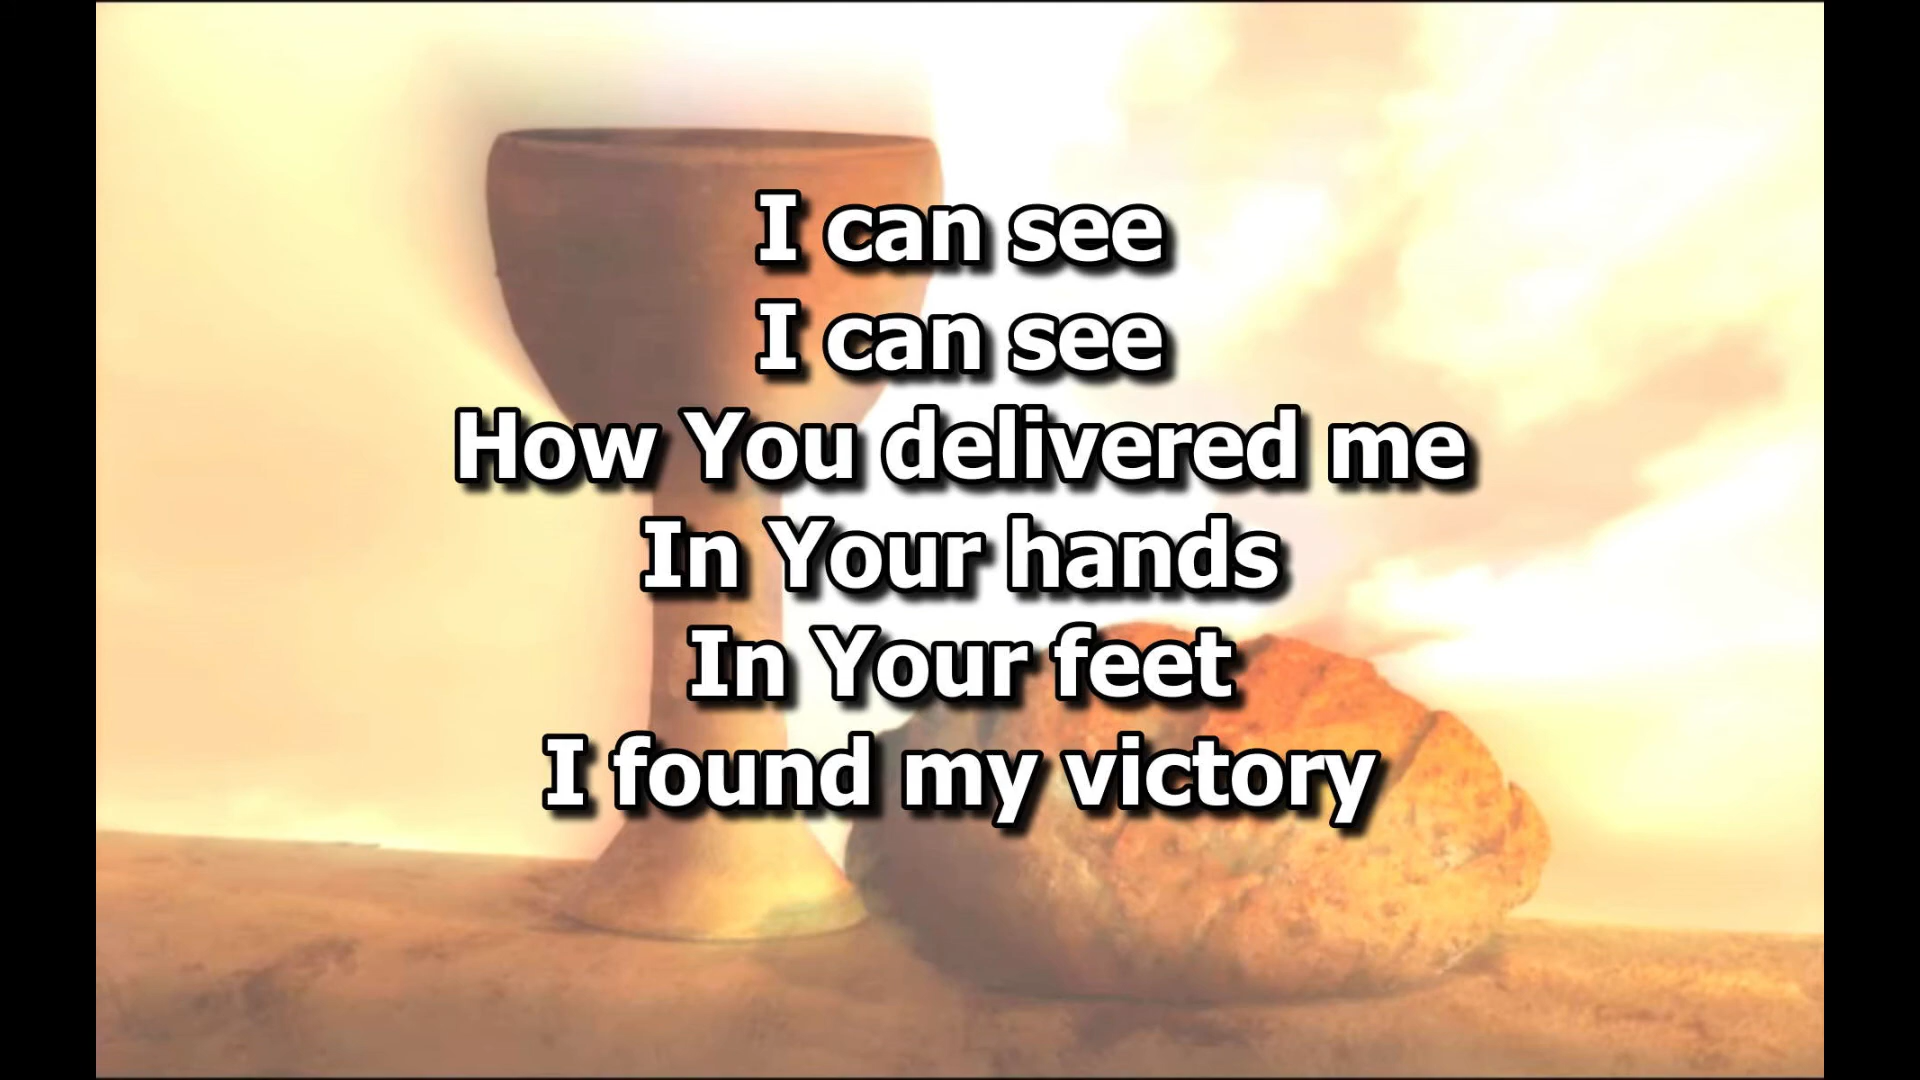 I can see
I can see
How You delivered me
In Your hands
In Your feet
I found my victory